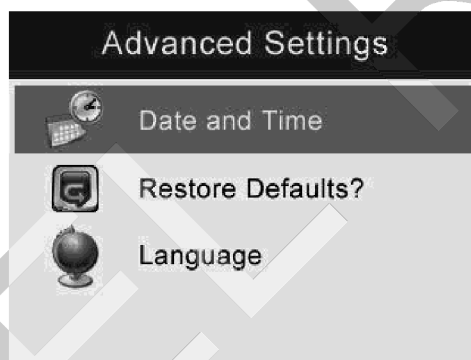 Advanced Settings
Date and Time
Restore Defaults?
Language